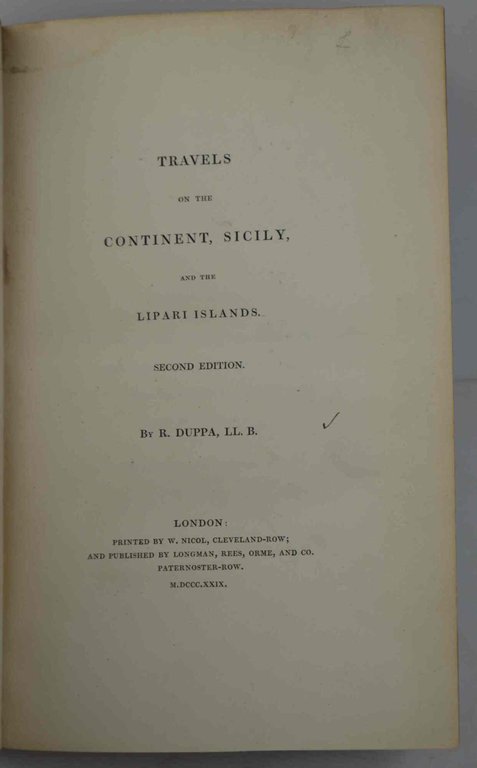 TRAVELS
ON THE
CONTINENT, SICILY,
AND THE
LIPARI ISLANDS.
SECOND EDITION.
BY R. DUPPA, LL. B.
LONDON:
PRINTED BY W. NICOL, CLEVELAND-ROW;
AND PUBLISHED BY LONGMAN, REES, ORME, AND CO.
PATERNOSTER-ROW.
M.DCCC.XXIX.